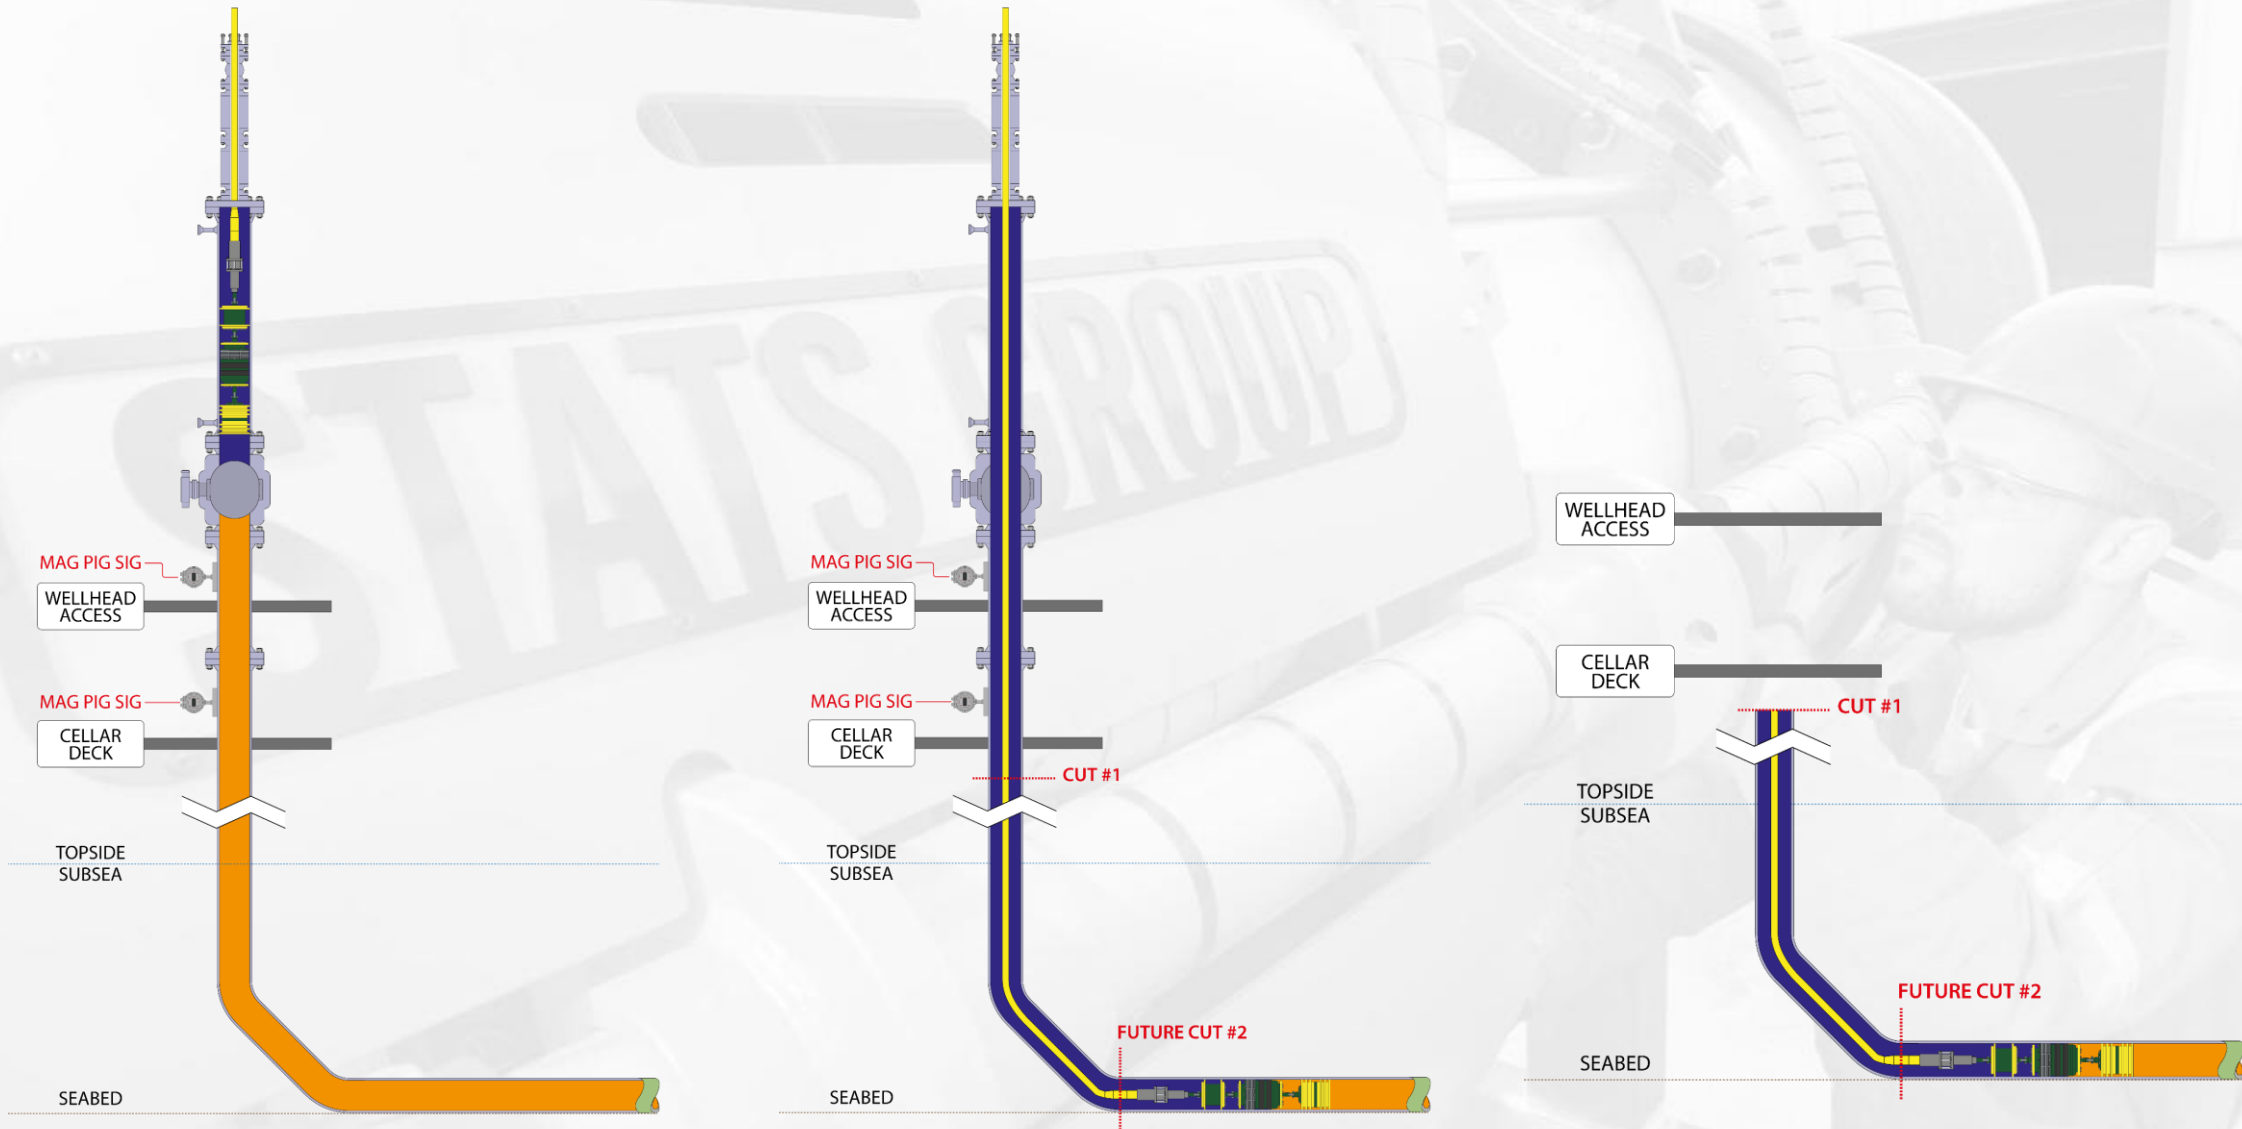 STATS GROUP
MAG PIG SIG
WELLHEAD
ACCESS
MAG PIG SIG
CELLAR
DECK
TOPSIDE
SUBSEA
SEABED
MAG PIG SIG
WELLHEAD
ACCESS
MAG PIG SIG
CELLAR
DECK
CUT #1
TOPSIDE
SUBSEA
FUTURE CUT #2
SEABED
WELLHEAD
ACCESS
CELLAR
DECK
CUT #1
TOPSIDE
SUBSEA
FUTURE CUT #2
SEABED